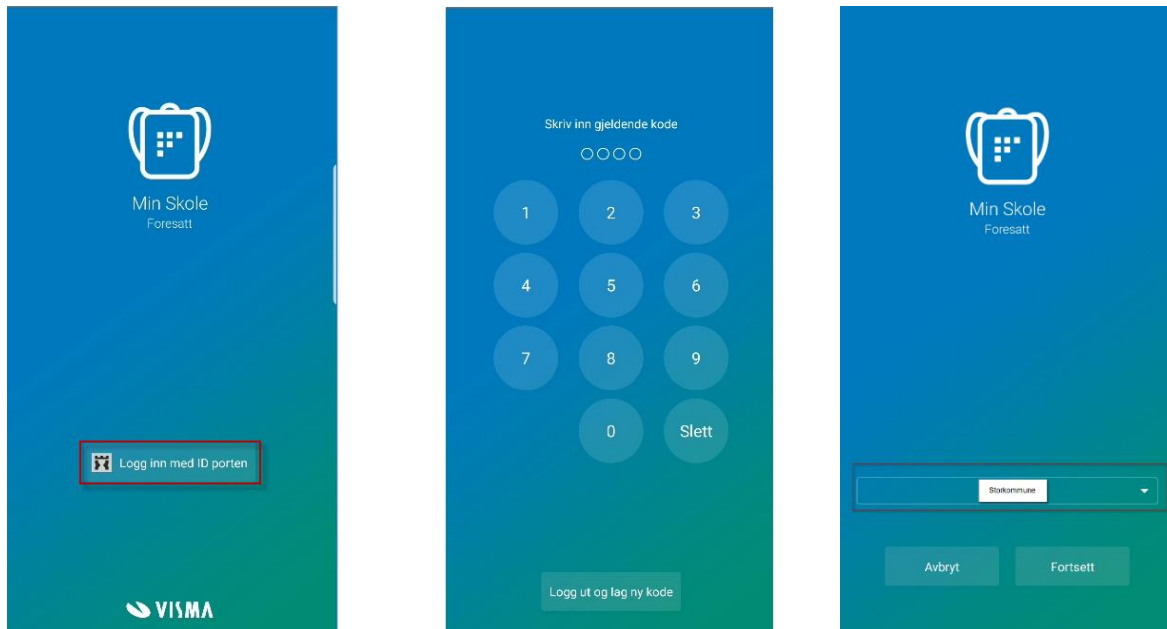 Min Skole
Foresatt
Logg inn med ID porten
VISMA
Skriv inn gjeldende kode
1 2 3
4 5 6
7 8 9
0 Slett
Logg ut og lag ny kode
Min Skole
Foresatt
Storkommune
Avbryt Fortsett